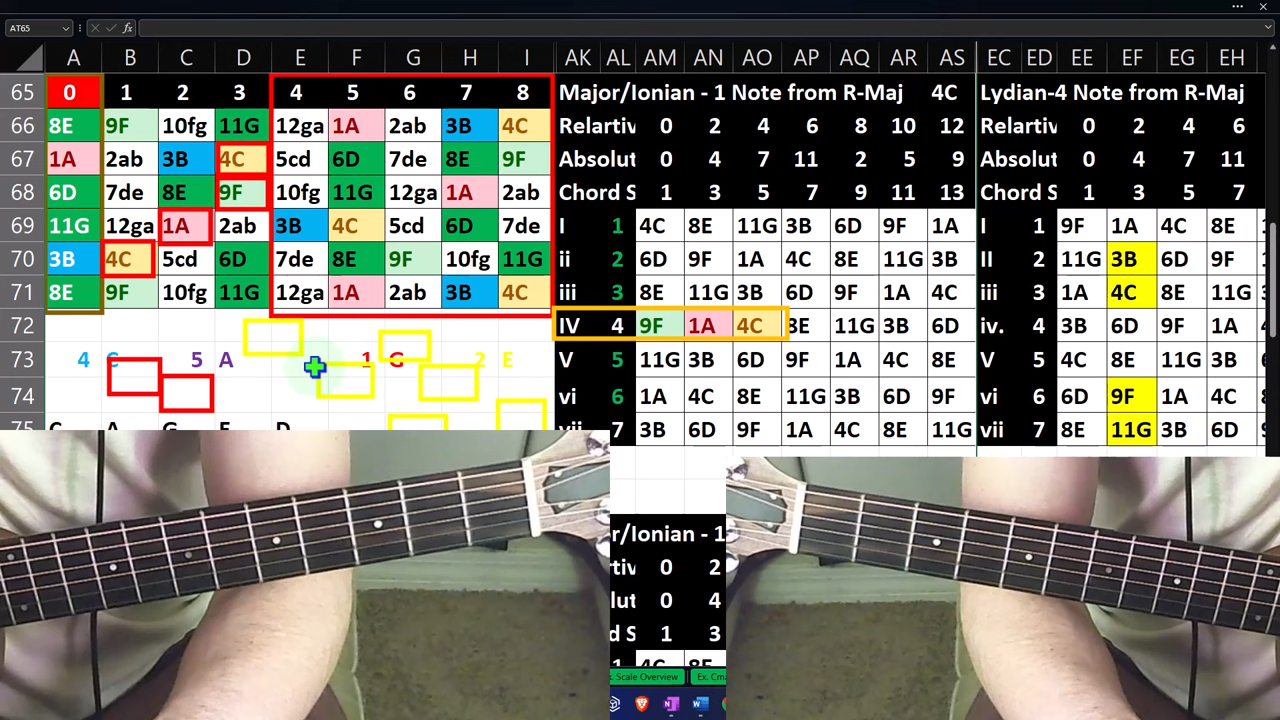 AT65 fx
A B C D E F G H I AK AL AM AN AO AP AQ AR AS EC ED EE EF EG EH
65 0 1 2 3 4 5 6 7 8 Major/Ionian - 1 Note from R-Maj 4C Lydian-4 Note from R-Maj
66 8E 9F 10fg 11G 12ga 1A 2ab 3B 4C Relartiv 0 2 4 6 8 10 12 Relartiv 0 2 4 6
67 1A 2ab 3B 4C 5cd 6D 7de 8E 9F Absolut 0 4 7 11 2 5 9 Absolut 0 4 7 11
68 6D 7de 8E 9F 10fg 11G 12ga 1A 2ab Chord S 1 3 5 7 9 11 13 Chord S 1 3 5 7
69 11G 12ga 1A 2ab 3B 4C 5cd 6D 7de I 1 4C 8E 11G 3B 6D 9F 1A I 1 9F 1A 4C 8E
70 3B 4C 5cd 6D 7de 8E 9F 10fg 11G ii 2 6D 9F 1A 4C 8E 11G 3B II 2 11G 3B 6D 9F
71 8E 9F 10fg 11G 12ga 1A 2ab 3B 4C iii 3 8E 11G 3B 6D 9F 1A 4C iii 3 1A 4C 8E 11G
72 IV 4 9F 1A 4C 8E 11G 3B 6D iv. 4 3B 6D 9F 1A
73 4 C 5 A 1 G 2 E V 5 11G 3B 6D 9F 1A 4C 8E V 5 4C 8E 11G 3B
74 vi 6 1A 4C 8E 11G 3B 6D 9F vi 6 6D 9F 1A 4C
75 C A G E D vii 7 3B 6D 9F 1A 4C 8E 11G vii 7 8E 11G 3B 6D
r/Ionian - 1
rtiv 0 2
lut 0 4
d S 1 3
1 4C 8E
. Scale Overview Ex. Cma